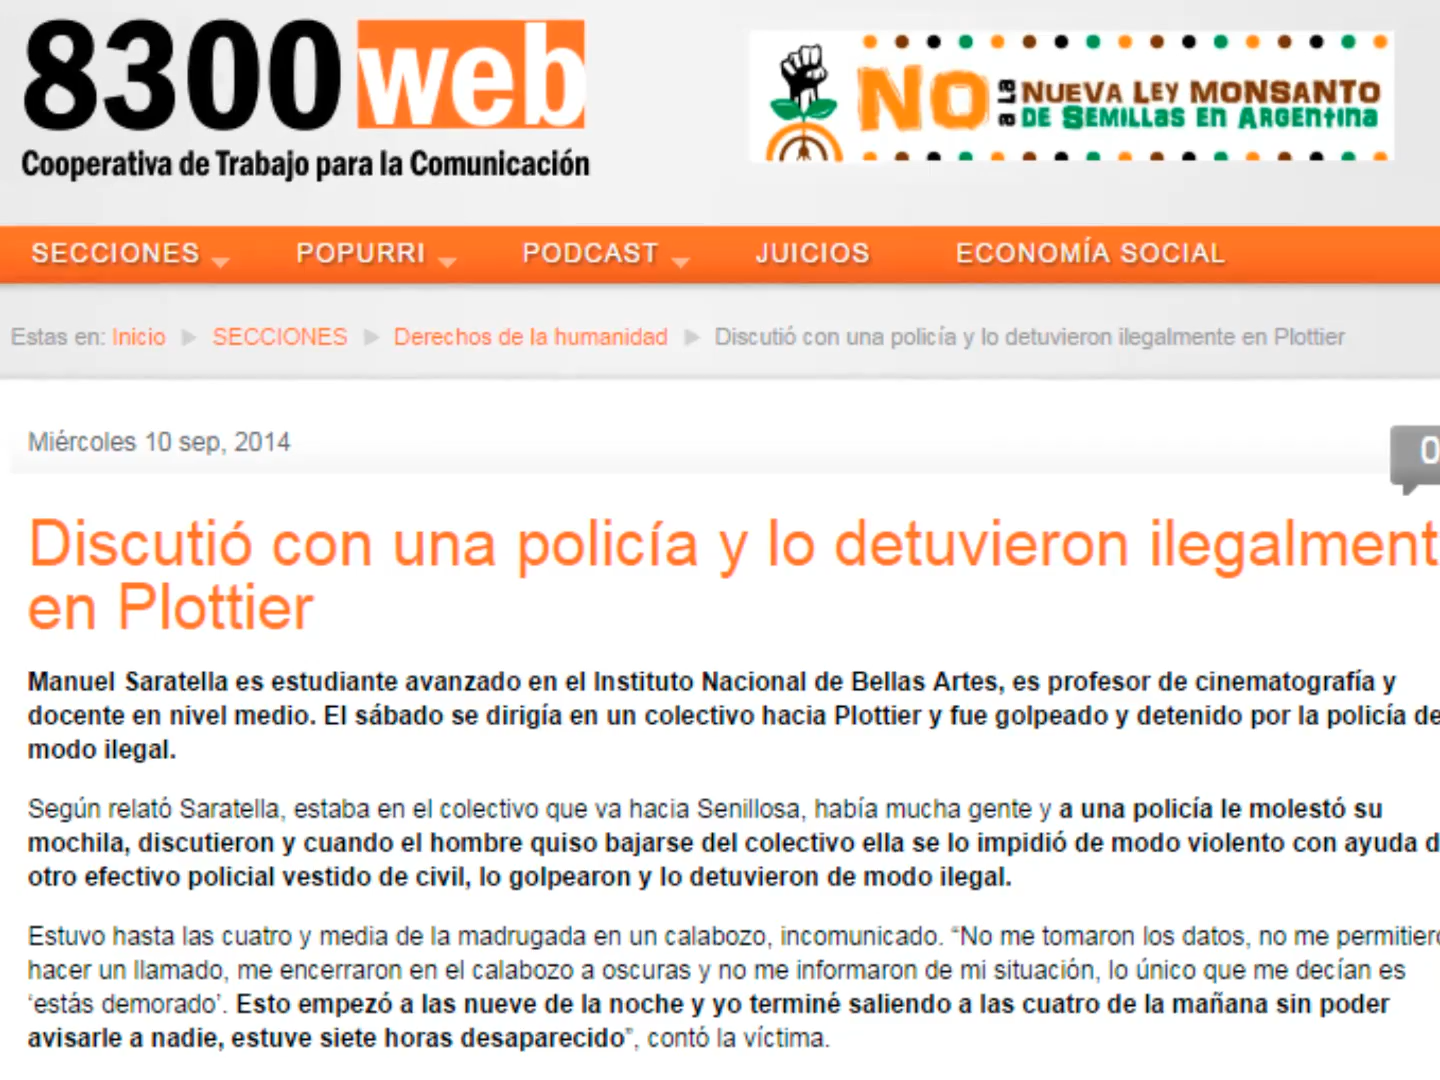 8300web
Cooperativa de Trabajo para la Comunicación
NO a la NUEVA LEY MONSANTO
DE SEMILLAS EN ARGENTINA
SECCIONES POPURRI PODCAST JUICIOS ECONOMÍA SOCIAL
Estas en: Inicio SECCIONES Derechos de la humanidad Discutió con una policía y lo detuvieron ilegalmente en Plottier
Miércoles 10 sep, 2014
0
Discutió con una policía y lo detuvieron ilegalment
en Plottier
Manuel Saratella es estudiante avanzado en el Instituto Nacional de Bellas Artes, es profesor de cinematografía y
docente en nivel medio. El sábado se dirigía en un colectivo hacia Plottier y fue golpeado y detenido por la policía de
modo ilegal.
Según relató Saratella, estaba en el colectivo que va hacia Senillosa, había mucha gente y a una policía le molestó su
mochila, discutieron y cuando el hombre quiso bajarse del colectivo ella se lo impidió de modo violento con ayuda d
otro efectivo policial vestido de civil, lo golpearon y lo detuvieron de modo ilegal.
Estuvo hasta las cuatro y media de la madrugada en un calabozo, incomunicado. “No me tomaron los datos, no me permitiero
hacer un llamado, me encerraron en el calabozo a oscuras y no me informaron de mi situación, lo único que me decían es
‘estás demorado’. Esto empezó a las nueve de la noche y yo terminé saliendo a las cuatro de la mañana sin poder
avisarle a nadie, estuve siete horas desaparecido”, contó la víctima.